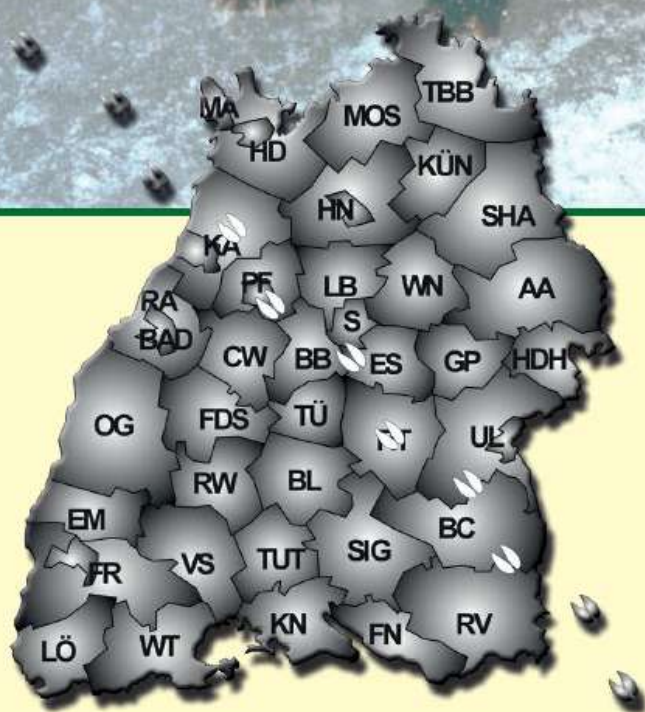 TBB
MA
MOS
HD
KÜN
HN
SHA
KA
PF
LB
WN
AA
RA
S
BAD
CW
BB
ES
GP
HDH
OG
FDS
TÜ
UL
RW
BL
EM
BC
FR
VS
TUT
SIG
KN
FN
RV
LÖ
WT